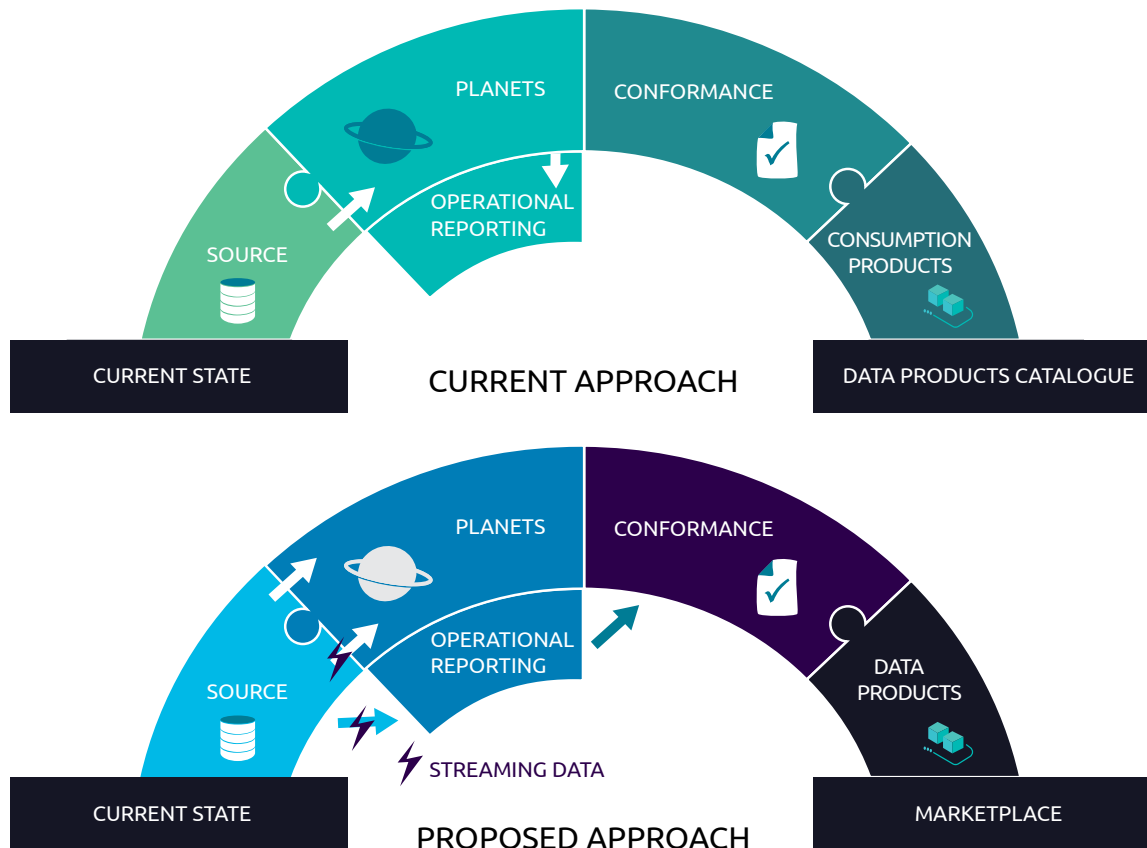 PLANETS
CONFORMANCE
OPERATIONAL
REPORTING
SOURCE
CONSUMPTION
PRODUCTS
CURRENT STATE
CURRENT APPROACH
DATA PRODUCTS CATALOGUE
PLANETS
CONFORMANCE
OPERATIONAL
REPORTING
SOURCE
DATA
PRODUCTS
STREAMING DATA
CURRENT STATE
MARKETPLACE
PROPOSED APPROACH